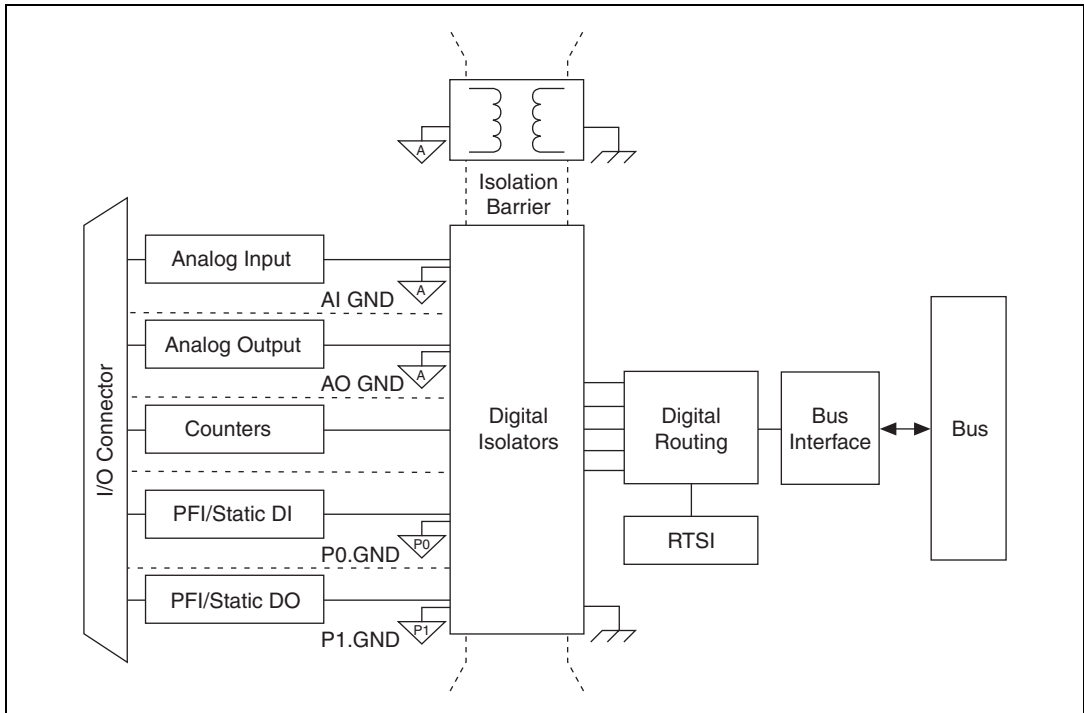 A
Isolation
Barrier
I/O Connector
Analog Input
A
AI GND
Analog Output
A
AO GND
Counters
PFI/Static DI
P0
P0.GND
PFI/Static DO
P1
P1.GND
Digital
Isolators
Digital
Routing
RTSI
Bus
Interface
Bus